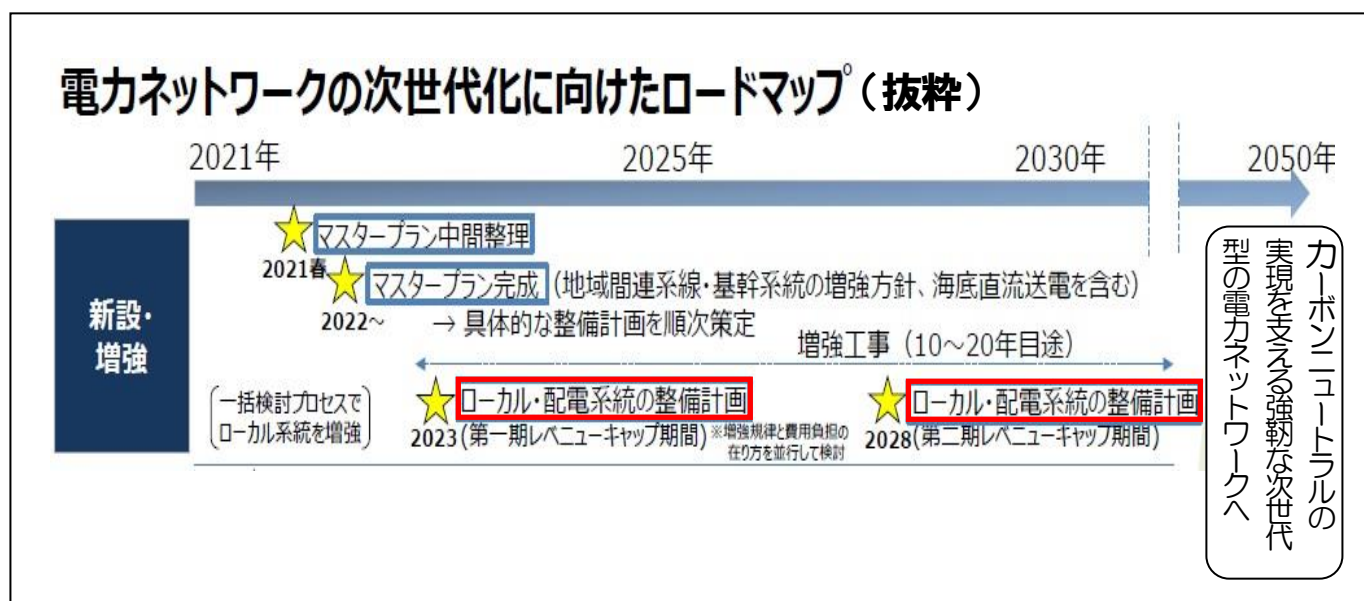 電力ネットワークの次世代化に向けたロードマップ（抜粋）
2021年
2025年
2030年
2050年
新設・
増強
マスタープラン中間整理
2021春
マスタープラン完成
(地域間連系線・基幹系統の増強方針、海底直流送電を含む)
2022～
→ 具体的な整備計画を順次策定
増強工事（10～20年目途）
一括検討プロセスで
ローカル系統を増強
ローカル・配電系統の整備計画
2023
(第一期レベニューキャップ期間)
※増強規律と費用負担の
在り方を並行して検討
ローカル・配電系統の整備計画
2028
(第二期レベニューキャップ期間)
カーボンニュートラルの
実現を支える強靭な次世代
型の電力ネットワークへ